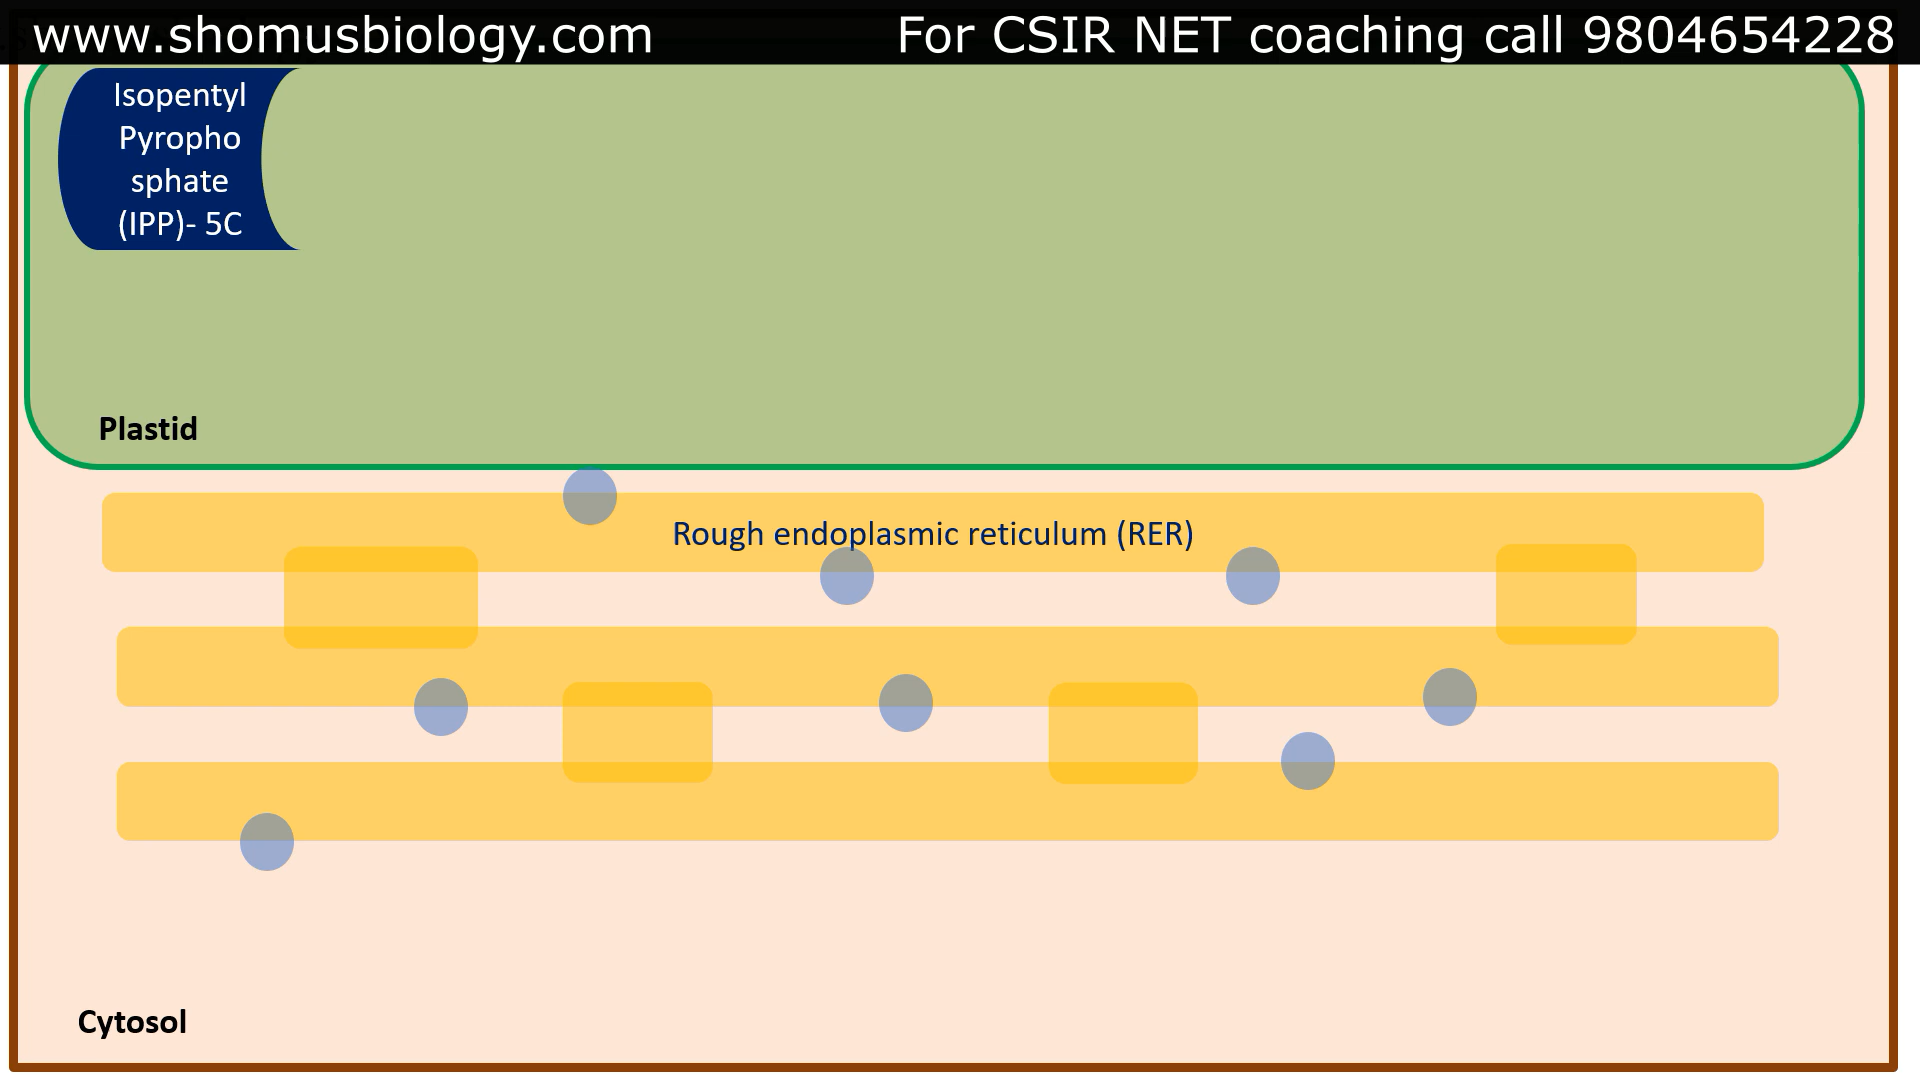 www.shomusbiology.com For CSIR NET coaching call 9804654228
Isopentyl
Pyropho
sphate
(IPP)- 5C
Plastid
Rough endoplasmic reticulum (RER)
Cytosol